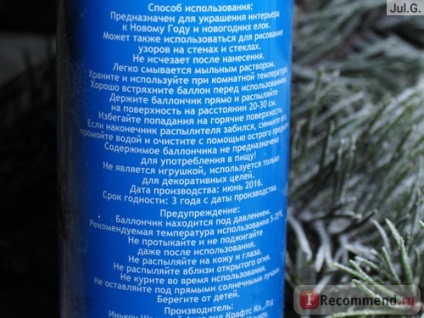 Jul.G.
Способ использования:
Предназначен для украшения интерьера
к Новому Году и новогодних елок.
Может также использоваться для рисования
узоров на стенах и стеклах.
Не исчезает после нанесения.
Легко смывается мыльным раствором.
Храните и используйте при комнатной температуре.
Хорошо встряхните баллон перед использованием.
Держите баллончик прямо и распыляйте
на поверхность на расстоянии 20-30 см.
Избегайте попадания на горячие поверхности.
Если наконечник распылителя забился, снимите его,
промойте водой и очистите с помощью острого
Содержимое баллончика не предназначено
для употребления в пищу!
Не является игрушкой, используйте только
для декоративных целей.
Дата производства: июнь 2016.
Срок годности: 3 года с даты производства.
Предупреждение:
Баллончик находится под давлением.
Рекомендуемая температура использования
Не протыкайте и не поджигайте
даже после использования.
Не распыляйте на кожу и глаза.
Не распыляйте вблизи открытого огня.
Не курите во время использования.
Не оставляйте под прямыми солнечными лучами.
Берегите от детей.
Производитель:
Крафтс Ко., Лтд
I Recommend.ru